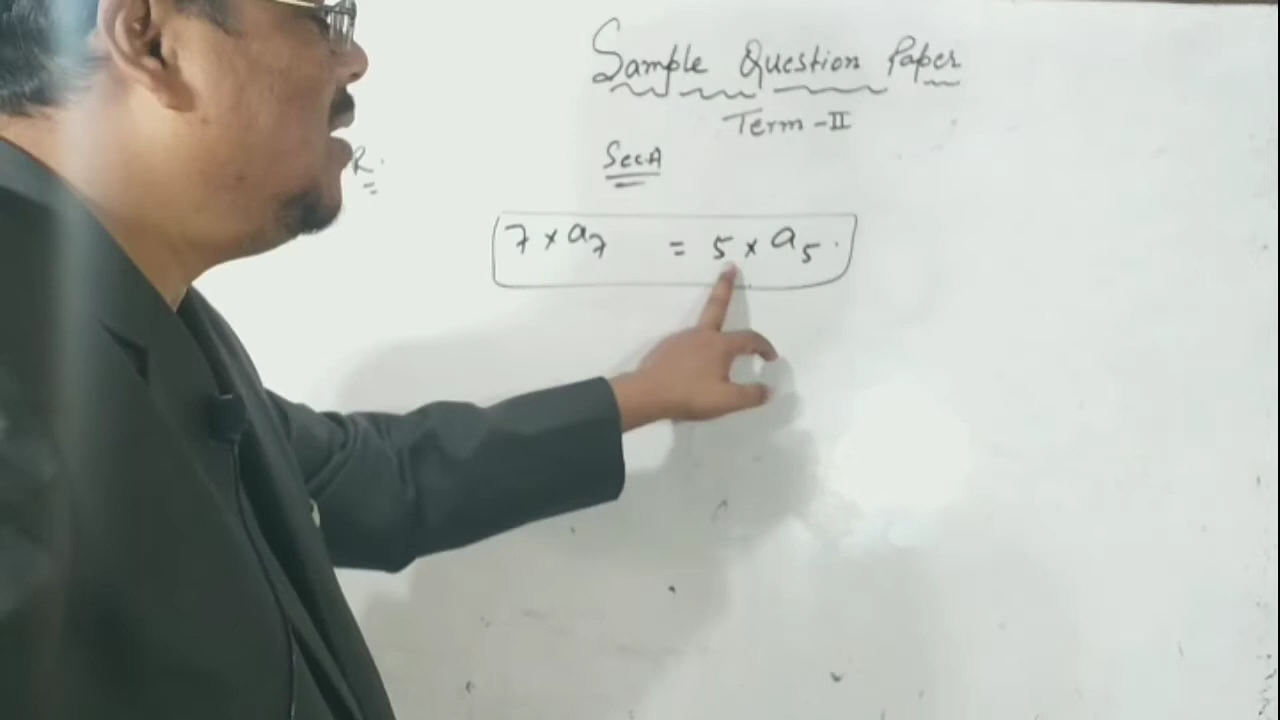 Sample Question Paper
Term - II
Sec A
R.
7 × a₇ = 5 × a₅.